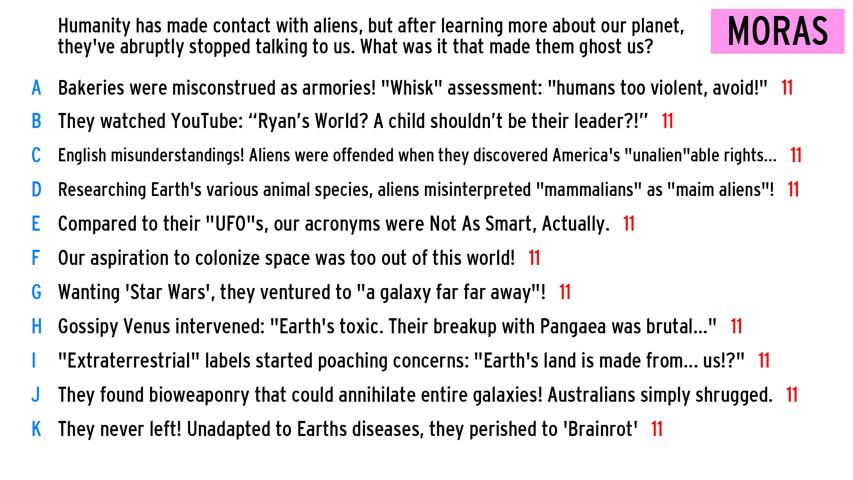 Humanity has made contact with aliens, but after learning more about our planet,
they've abruptly stopped talking to us. What was it that made them ghost us?
MORAS
A Bakeries were misconstrued as armories! "Whisk" assessment: "humans too violent, avoid!" 11
B They watched YouTube: “Ryan’s World? A child shouldn’t be their leader?!” 11
C English misunderstandings! Aliens were offended when they discovered America's "unalien"able rights... 11
D Researching Earth's various animal species, aliens misinterpreted "mammalians" as "maim aliens"! 11
E Compared to their "UFO"s, our acronyms were Not As Smart, Actually. 11
F Our aspiration to colonize space was too out of this world! 11
G Wanting 'Star Wars', they ventured to "a galaxy far far away"! 11
H Gossipy Venus intervened: "Earth's toxic. Their breakup with Pangaea was brutal..." 11
I "Extraterrestrial" labels started poaching concerns: "Earth's land is made from... us!?" 11
J They found bioweaponry that could annihilate entire galaxies! Australians simply shrugged. 11
K They never left! Unadapted to Earths diseases, they perished to 'Brainrot' 11